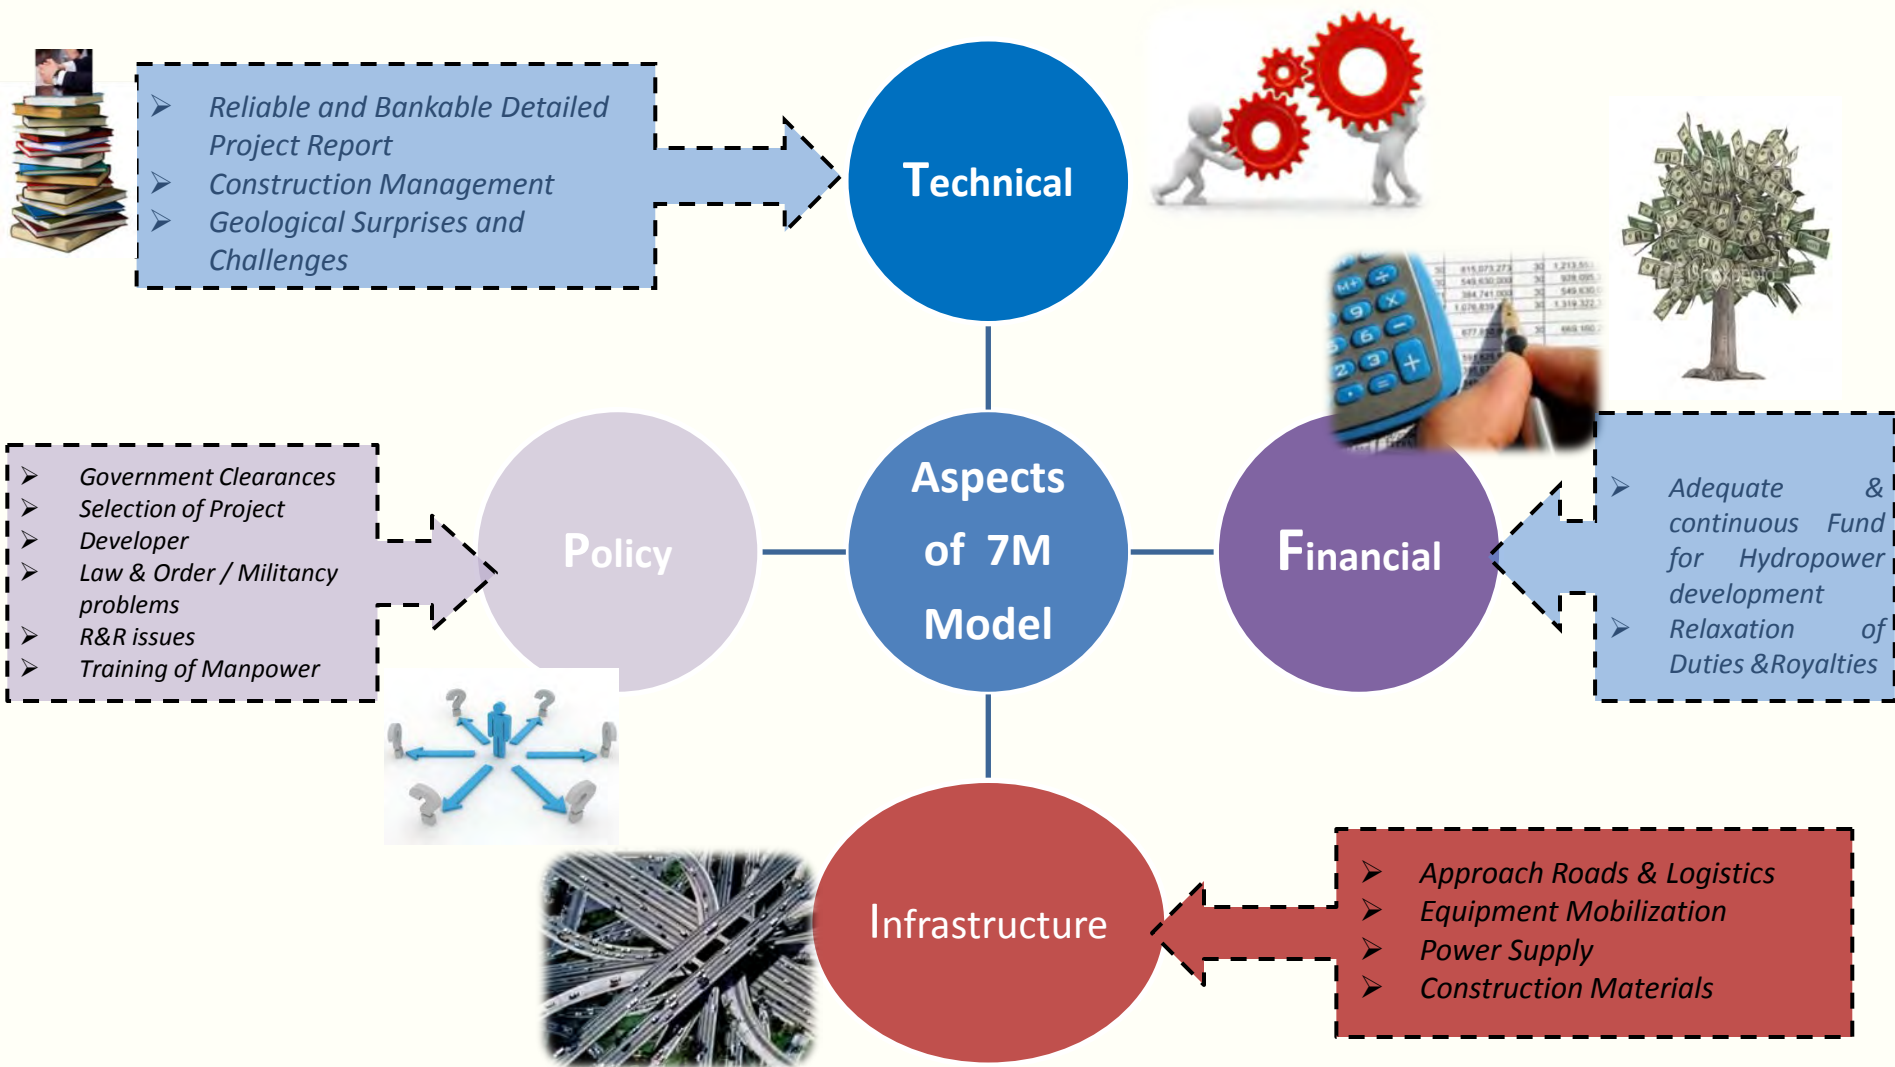 Reliable and Bankable Detailed
Project Report
Construction Management
Geological Surprises and
Challenges
Technical
Government Clearances
Selection of Project
Developer
Law & Order / Militancy
problems
R&R issues
Training of Manpower
Policy
Aspects
of 7M
Model
Financial
Adequate &
continuous Fund
for Hydropower
development
Relaxation of
Duties &Royalties
Infrastructure
Approach Roads & Logistics
Equipment Mobilization
Power Supply
Construction Materials